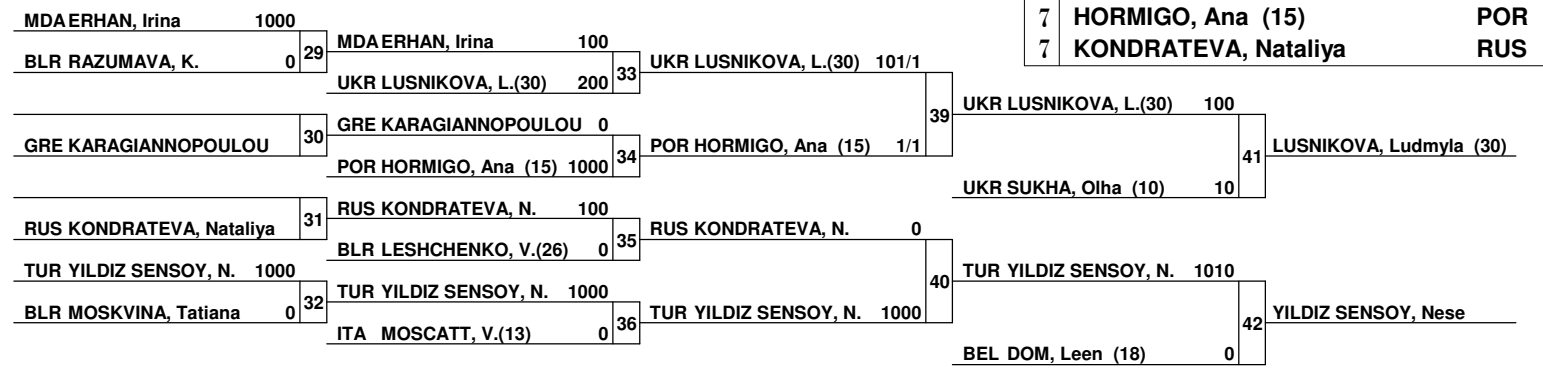 MDA ERHAN, Irina 1000
7 HORMIGO, Ana (15) POR
7 KONDRATEVA, Nataliya RUS
BLR RAZUMAVA, K. 0
29
MDA ERHAN, Irina 100
UKR LUSNIKOVA, L.(30) 200
33
UKR LUSNIKOVA, L.(30) 101/1
GRE KARAGIANNOPOULOU
30
GRE KARAGIANNOPOULOU 0
POR HORMIGO, Ana (15) 1000
34
POR HORMIGO, Ana (15) 1/1
39
UKR LUSNIKOVA, L.(30) 100
UKR SUKHA, Olha (10) 10
41
LUSNIKOVA, Ludmyla (30)
RUS KONDRATEVA, Nataliya
31
RUS KONDRATEVA, N. 100
BLR LESHCHENKO, V.(26) 0
35
RUS KONDRATEVA, N. 0
TUR YILDIZ SENSOY, N. 1000
BLR MOSKVINA, Tatiana 0
32
TUR YILDIZ SENSOY, N. 1000
ITA MOSCATT, V.(13) 0
36
TUR YILDIZ SENSOY, N. 1000
40
TUR YILDIZ SENSOY, N. 1010
BEL DOM, Leen (18) 0
42
YILDIZ SENSOY, Nese